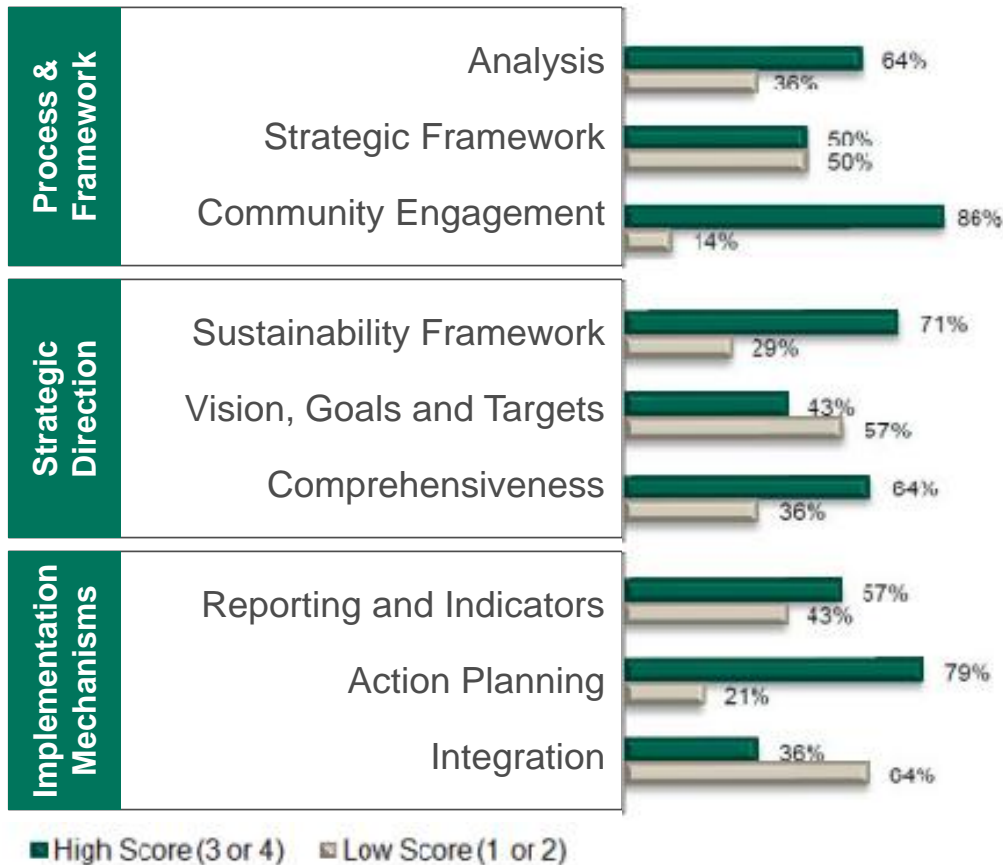 Process &
Framework
Analysis
64%
36%
Strategic Framework
50%
50%
Community Engagement
86%
14%
Strategic
Direction
Sustainability Framework
71%
29%
Vision, Goals and Targets
43%
57%
Comprehensiveness
64%
36%
Implementation
Mechanisms
Reporting and Indicators
57%
43%
Action Planning
79%
21%
Integration
36%
64%
High Score (3 or 4) Low Score (1 or 2)